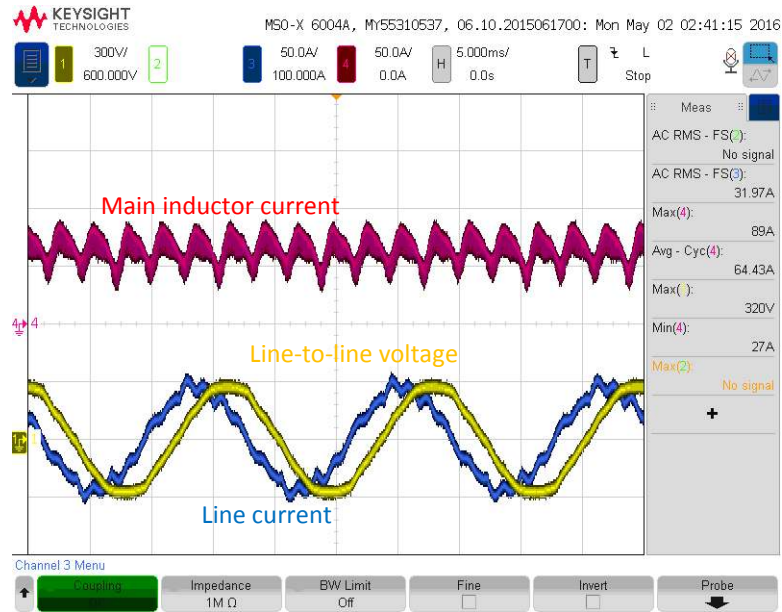 KEYSIGHT
TECHNOLOGIES
MSO-X 6004A, MY55310537, 06.10.2015061700: Mon May 02 02:41:15 2016
1 300V/ 2 3 50.0A/ 4 50.0A/ H 5.000ms/ T L
600.000V 100.000A 0.0A 0.0s Stop
Meas
AC RMS - FS(2):
No signal
AC RMS - FS(3):
31.97A
Max(4):
89A
Avg - Cyc(4):
64.43A
Max(1):
320V
Min(4):
27A
Max(2):
No signal
+
Main inductor current
4 4
Line-to-line voltage
1 1
Line current
Channel 3 Menu
Coupling Impedance BW Limit Fine Invert Probe
1M Ω Off